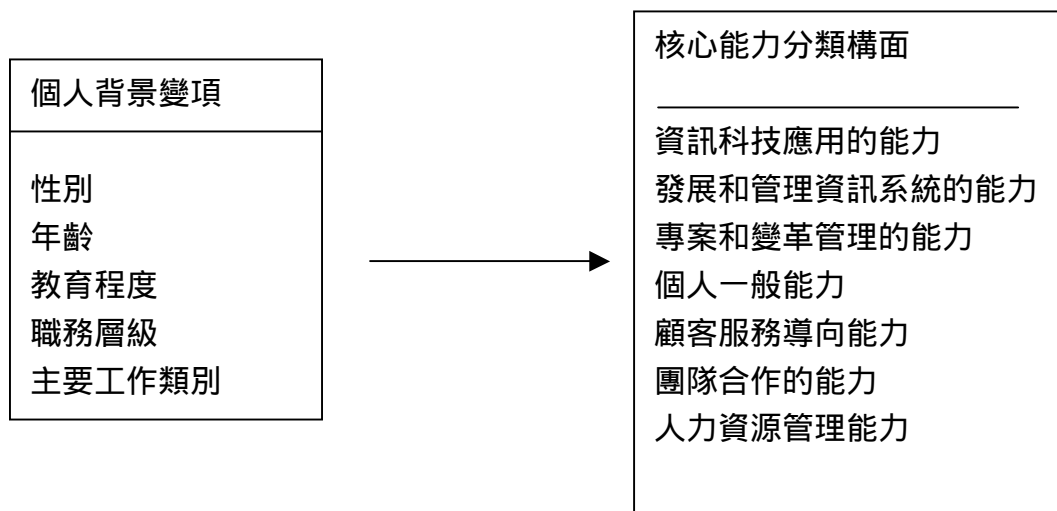 個人背景變項
性別
年齡
教育程度
職務層級
主要工作類別
核心能力分類構面
資訊科技應用的能力
發展和管理資訊系統的能力
專案和變革管理的能力
個人一般能力
顧客服務導向能力
團隊合作的能力
人力資源管理能力